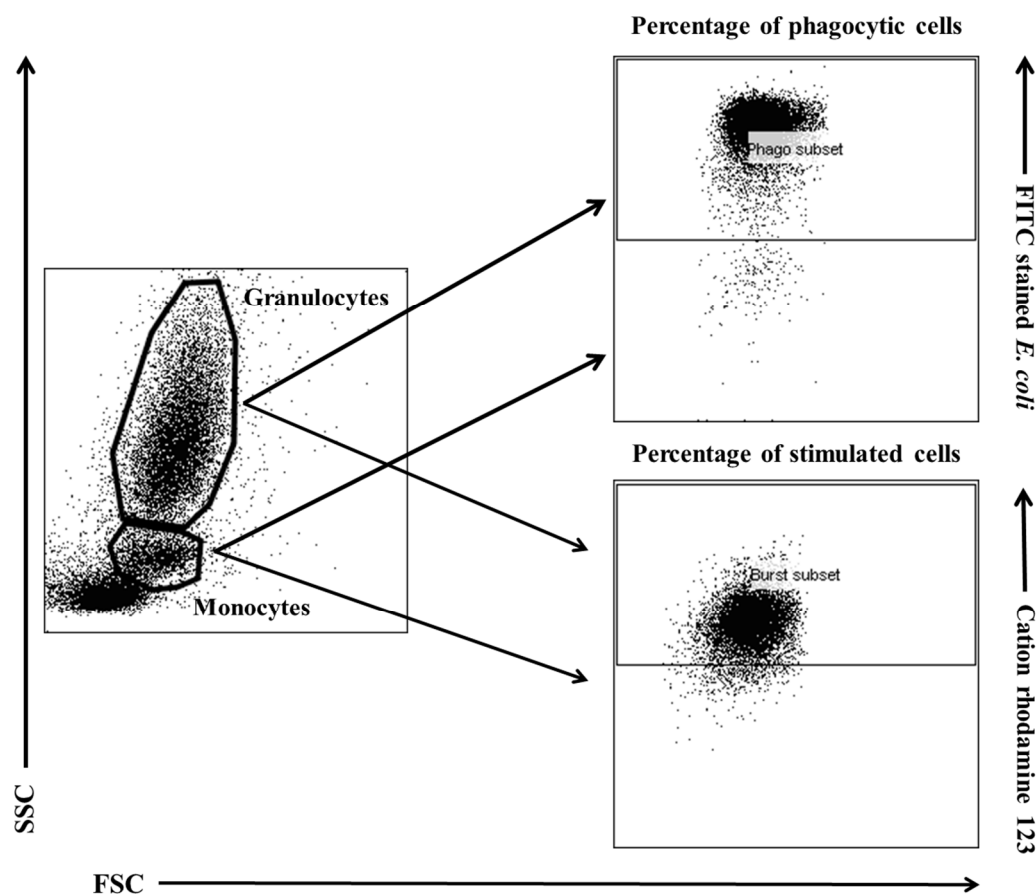 Percentage of phagocytic cells
Phago subset
FITC stained E. coli
Granulocytes
Monocytes
Percentage of stimulated cells
Burst subset
Cation rhodamine 123
SSC
FSC